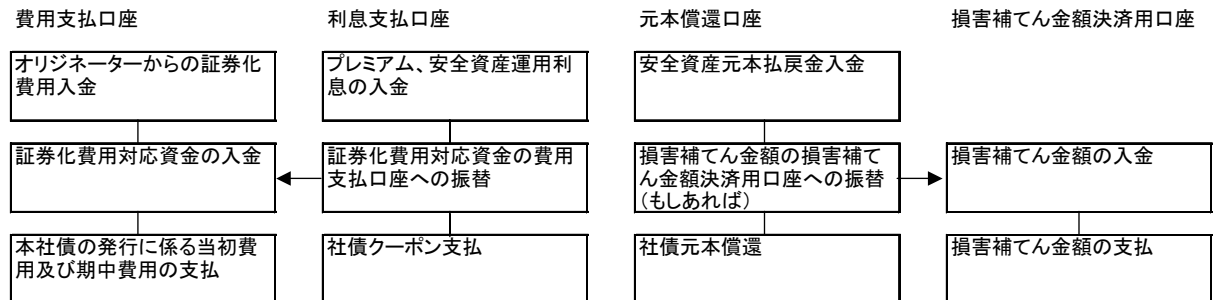 費用支払口座
利息支払口座
元本償還口座
損害補てん金額決済用口座
オリジネーターからの証券化
費用入金
プレミアム、安全資産運用利
息の入金
安全資産元本払戻金入金
証券化費用対応資金の入金
証券化費用対応資金の費用
支払口座への振替
損害補てん金額の損害補て
ん金額決済用口座への振替
（もしあれば）
損害補てん金額の入金
本社債の発行に係る当初費
用及び期中費用の支払
社債クーポン支払
社債元本償還
損害補てん金額の支払